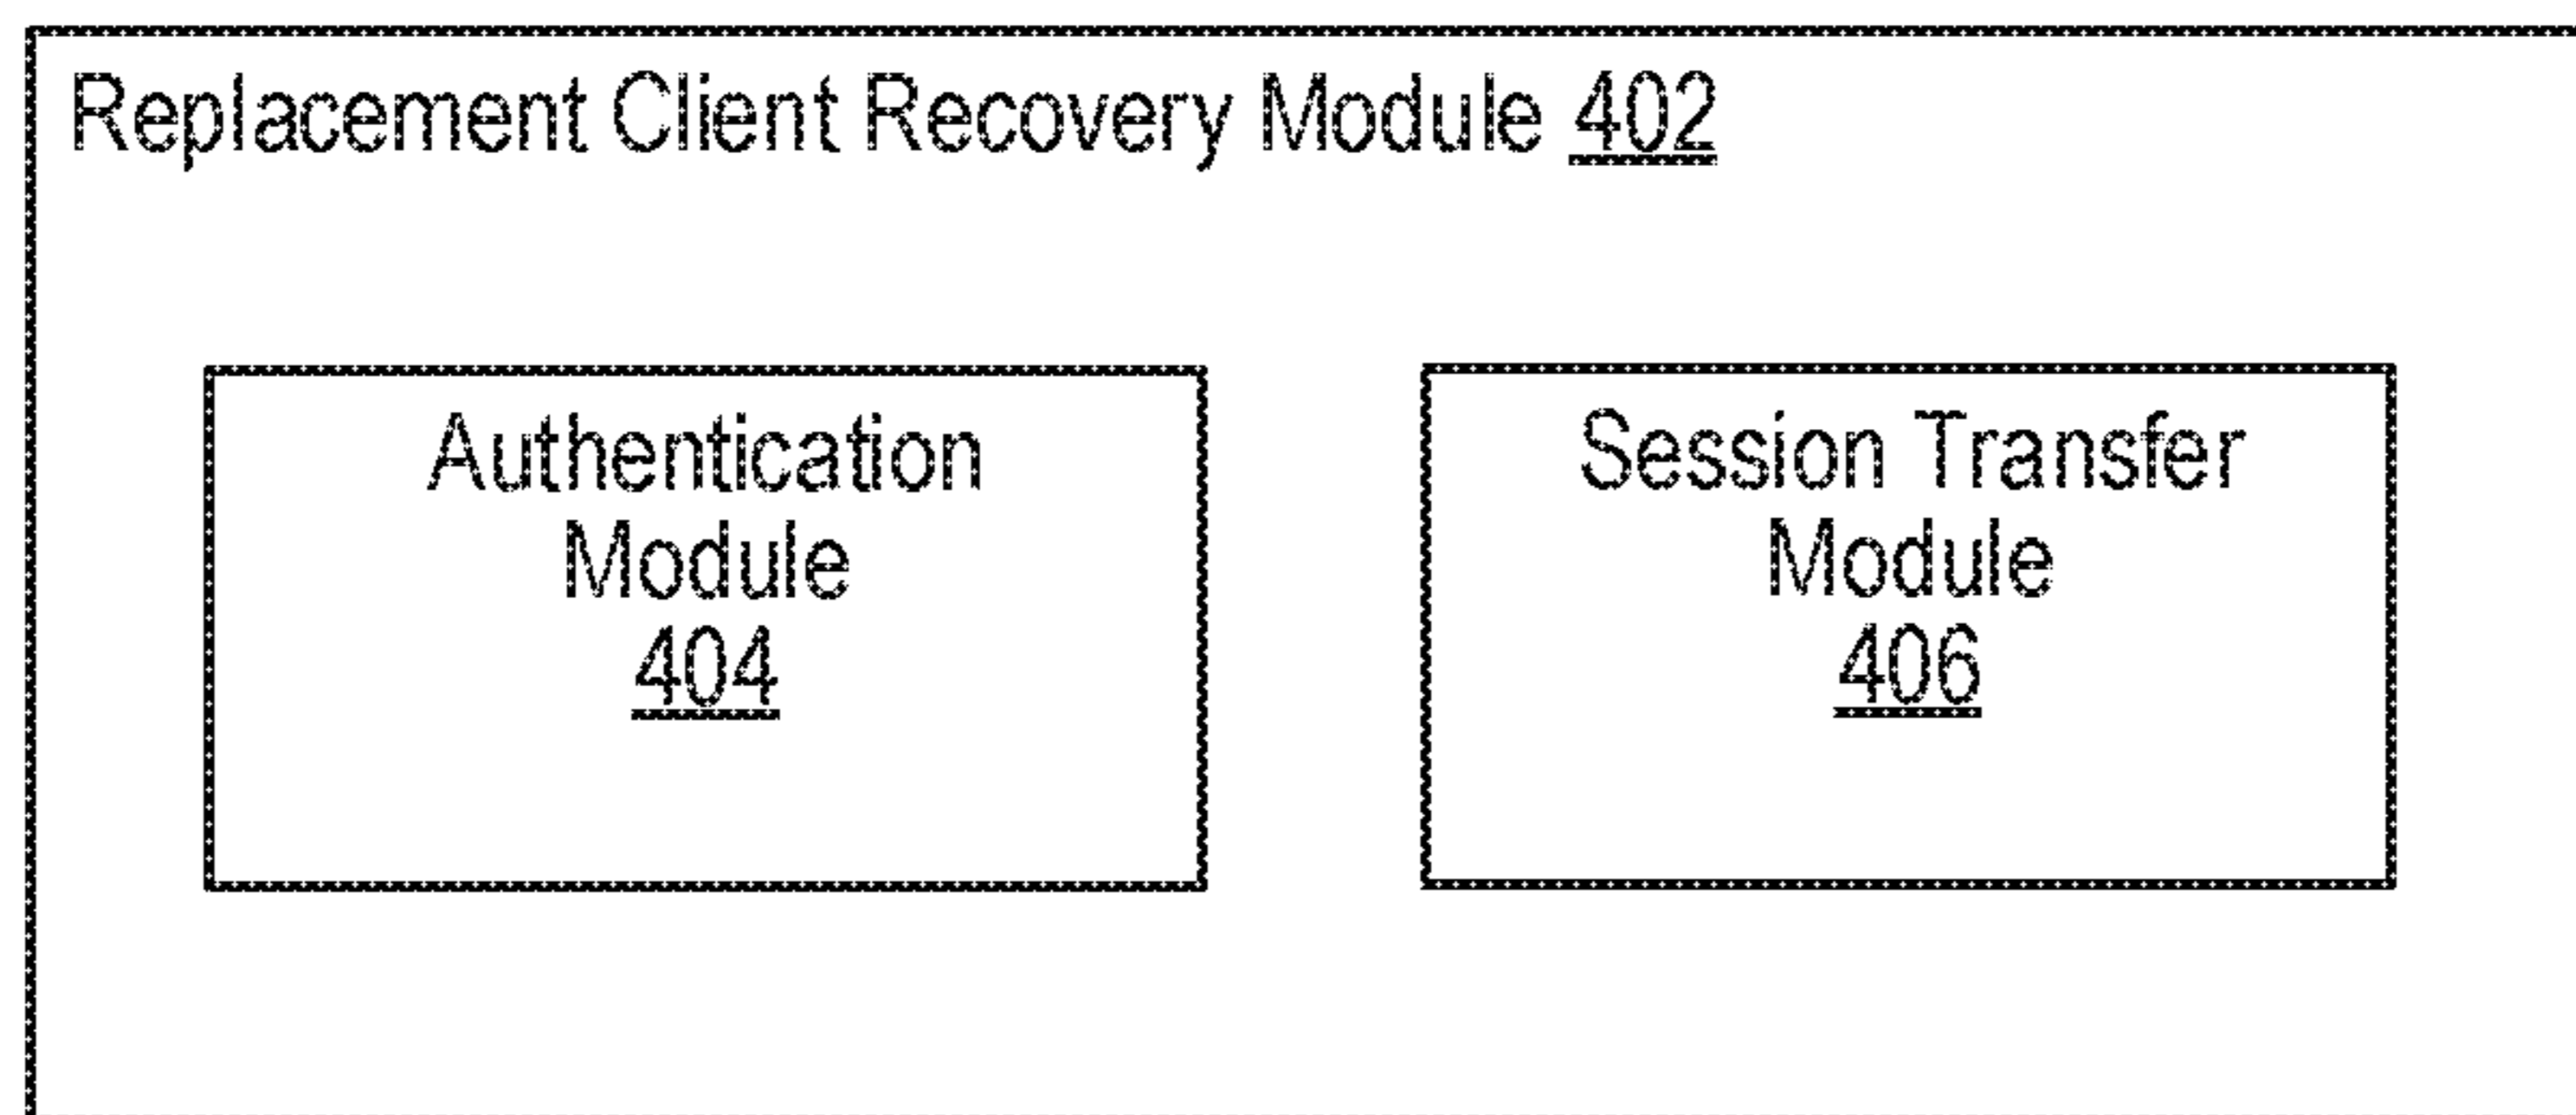 Replacement Client Recovery Module 402
Authentication
Module
404
Session Transfer
Module
406